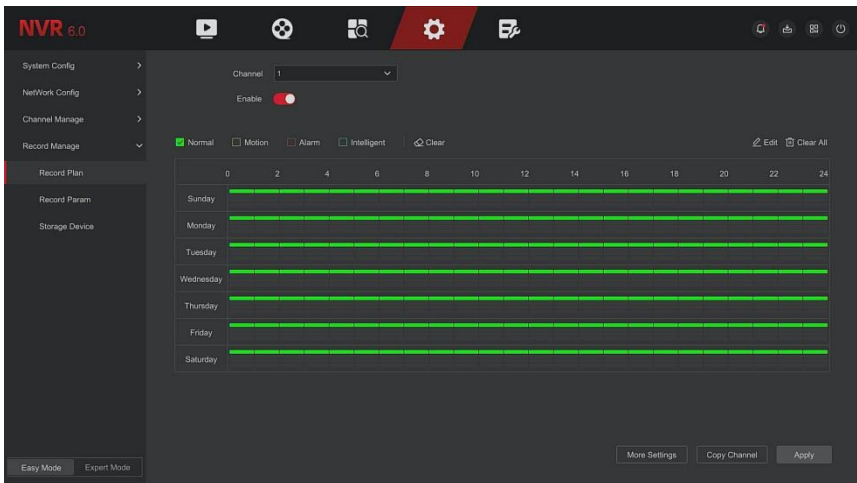 NVR 6.0
System Config
Channel 1
NetWork Config
Enable
Channel Manage
Record Manage
Normal Motion Alarm Intelligent Clear Edit Clear All
Record Plan
0 2 4 6 8 10 12 14 16 18 20 22 24
Record Param
Sunday
Storage Device
Monday
Tuesday
Wednesday
Thursday
Friday
Saturday
More Settings Copy Channel Apply
Easy Mode Expert Mode